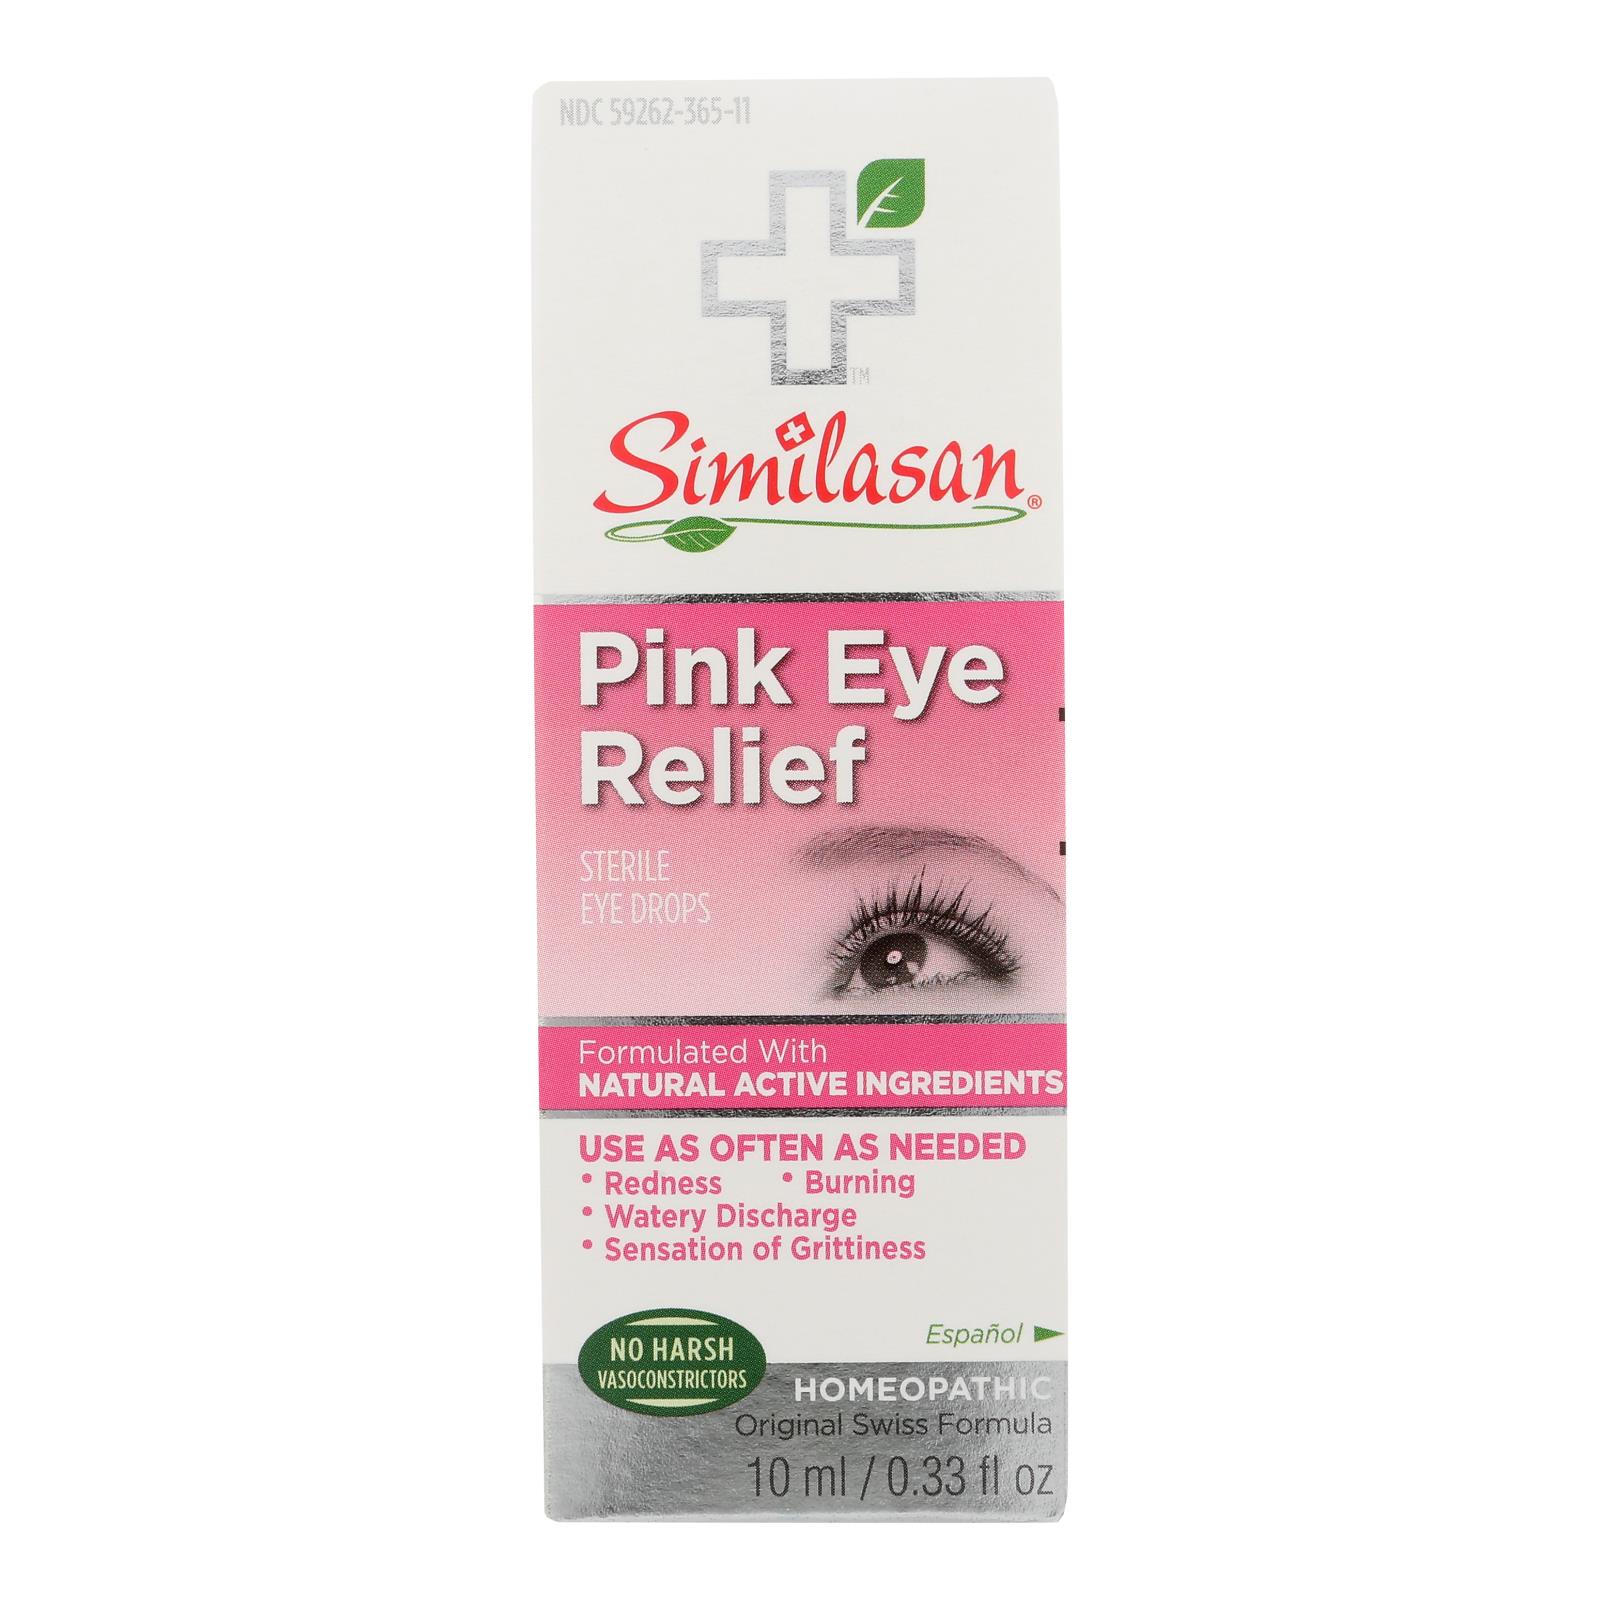 NDC 59262-365-11
TM
Similasan®
Pink Eye
Relief
STERILE
EYE DROPS
Formulated With
NATURAL ACTIVE INGREDIENTS
USE AS OFTEN AS NEEDED
• Redness • Burning
• Watery Discharge
• Sensation of Grittiness
Español
NO HARSH
VASOCONSTRICTORS
HOMEOPATHIC
Original Swiss Formula
10 ml / 0.33 fl oz